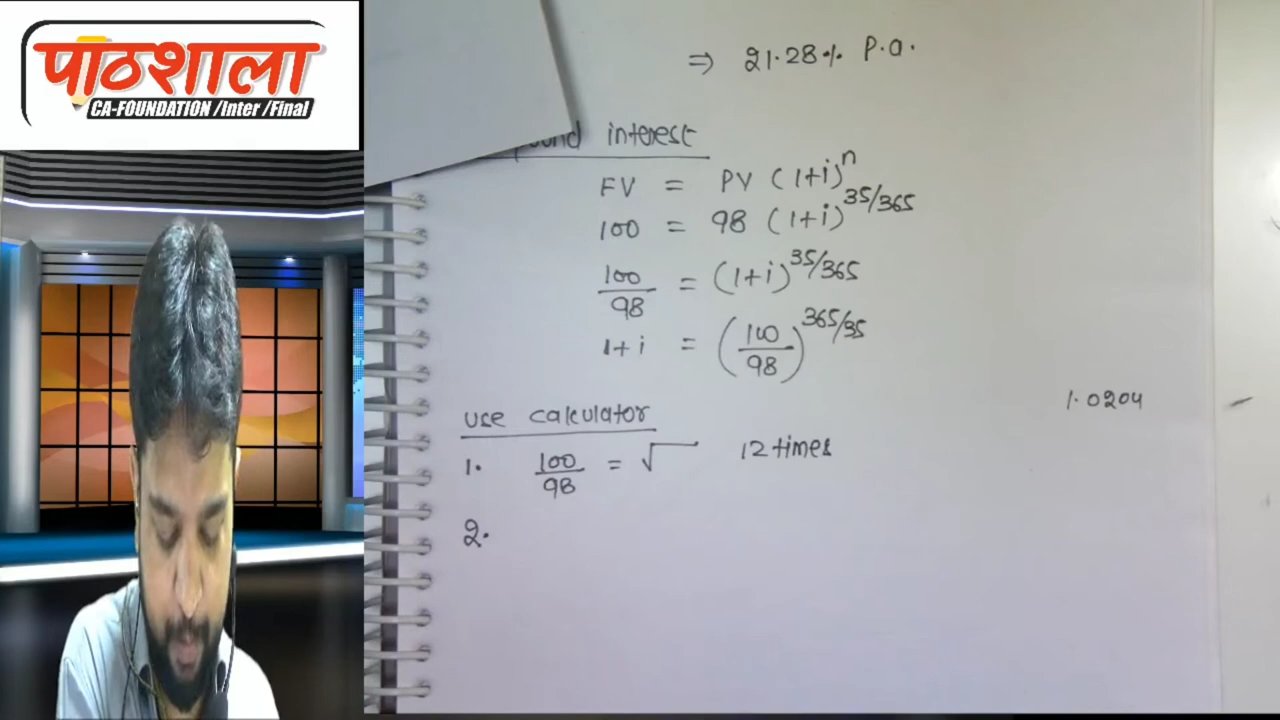 पाठशाला
CA-FOUNDATION /Inter /Final
⇒ 21.28% P.a.
interest
FV = PV (1+i)^n
100 = 98 (1+i)^35/365
100/98 = (1+i)^35/365
1+i = (100/98)^365/35
use calculator
1.0204
1. 100/98 = √ 12 times
2.